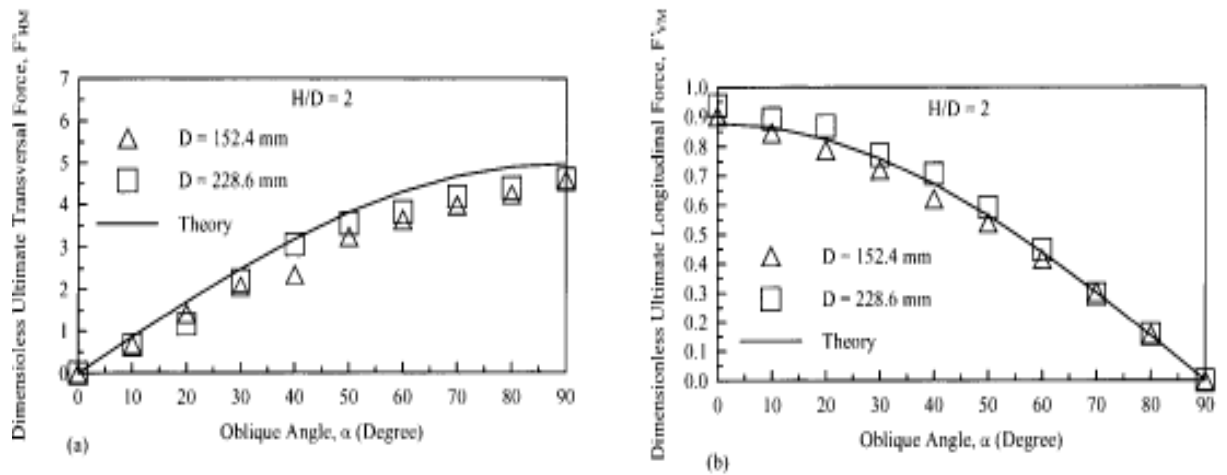 Dimensioless Ultimate Transversal Force, F*HM
7
6
5
4
3
2
1
0
H/D = 2
D = 152.4 mm
D = 228.6 mm
Theory
0 10 20 30 40 50 60 70 80 90
Oblique Angle, α (Degree)
(a)
Dimensionless Ultimate Longitudinal Force, F*VM
1.0
0.9
0.8
0.7
0.6
0.5
0.4
0.3
0.2
0.1
0.0
H/D = 2
D = 152.4 mm
D = 228.6 mm
Theory
0 10 20 30 40 50 60 70 80 90
Oblique Angle, α (Degree)
(b)